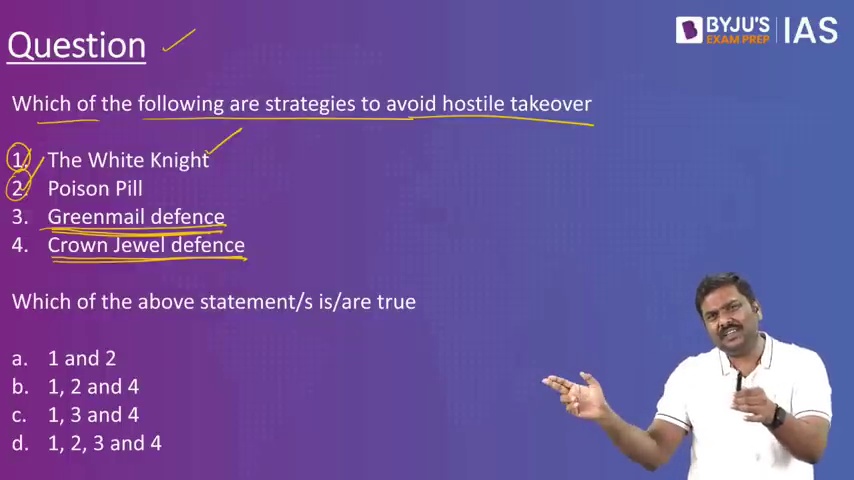 Question
BYJU'S
EXAM PREP
IAS
Which of the following are strategies to avoid hostile takeover
1. The White Knight
2. Poison Pill
3. Greenmail defence
4. Crown Jewel defence
Which of the above statement/s is/are true
a. 1 and 2
b. 1, 2 and 4
c. 1, 3 and 4
d. 1, 2, 3 and 4